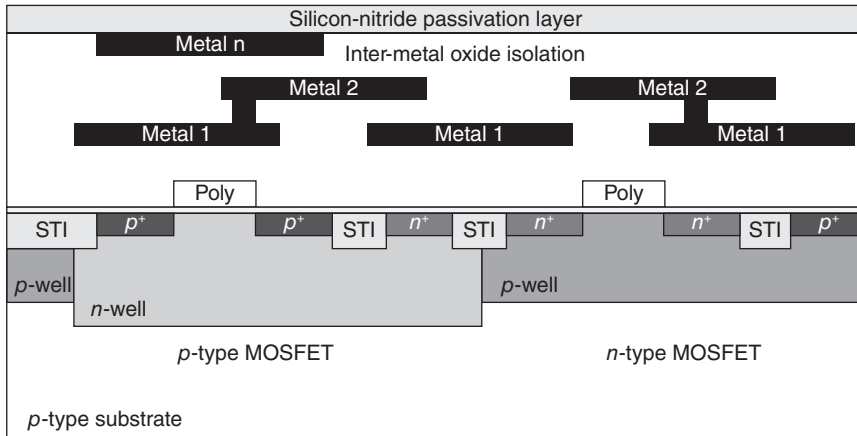 Silicon-nitride passivation layer
Metal n
Inter-metal oxide isolation
Metal 2
Metal 2
Metal 1
Metal 1
Metal 1
Poly
Poly
STI
p+
p+
STI
n+
STI
n+
n+
STI
p+
p-well
n-well
p-well
p-type MOSFET
n-type MOSFET
p-type substrate